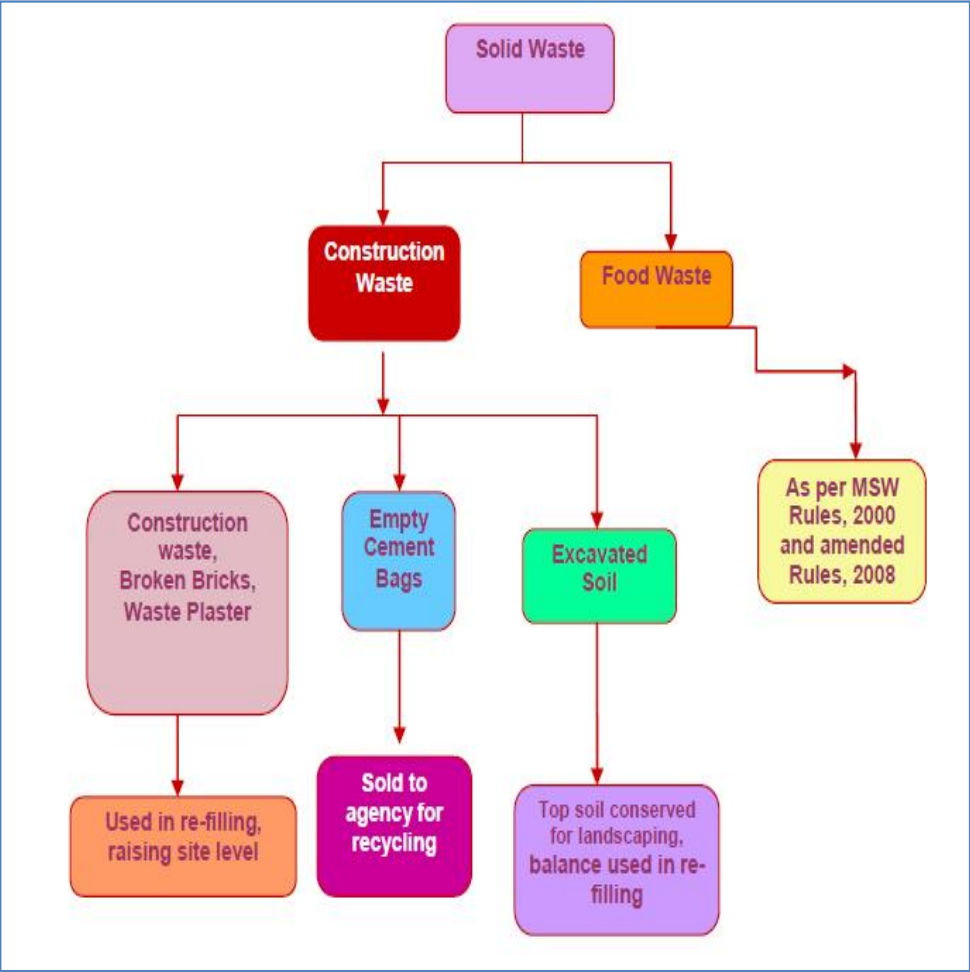 Solid Waste
Construction
Waste
Food Waste
Construction
waste,
Broken Bricks,
Waste Plaster
Empty
Cement
Bags
Excavated
Soil
As per MSW
Rules, 2000
and amended
Rules, 2008
Used in re-filling,
raising site level
Sold to
agency for
recycling
Top soil conserved
for landscaping,
balance used in re-
filling